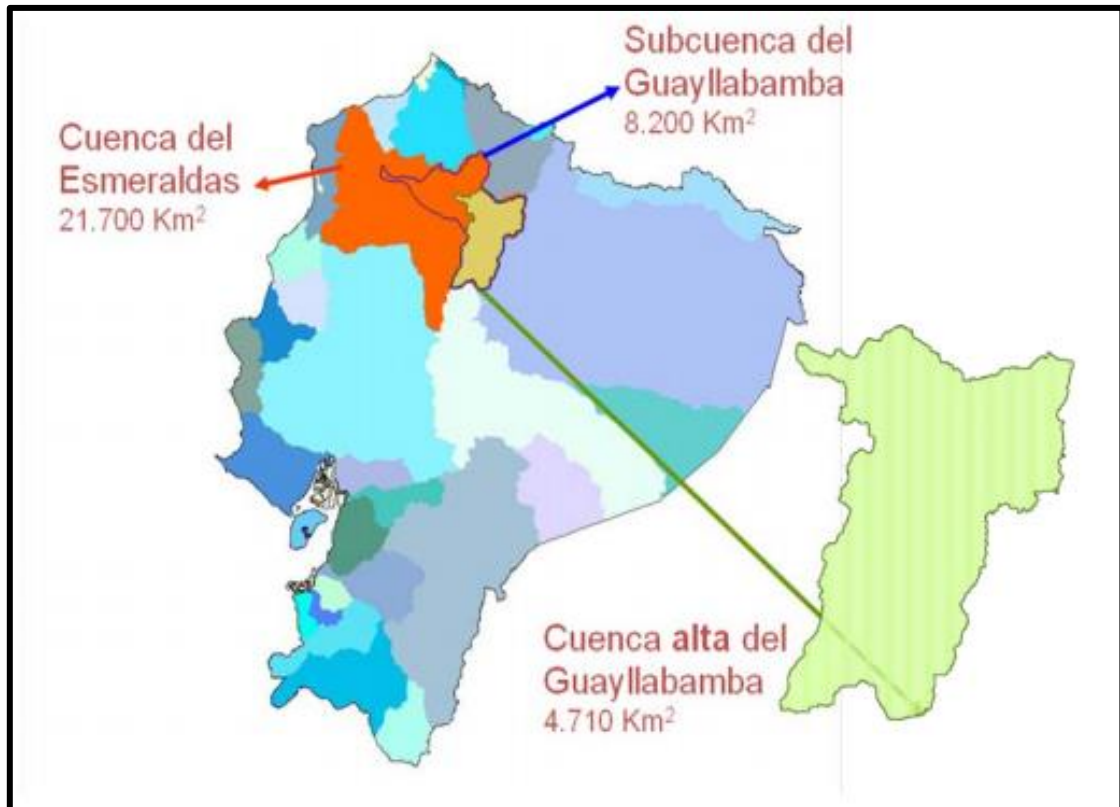 Subcuenca del
Guayllabamba
8.200 Km²
Cuenca del
Esmeraldas
21.700 Km²
Cuenca alta del
Guayllabamba
4.710 Km²